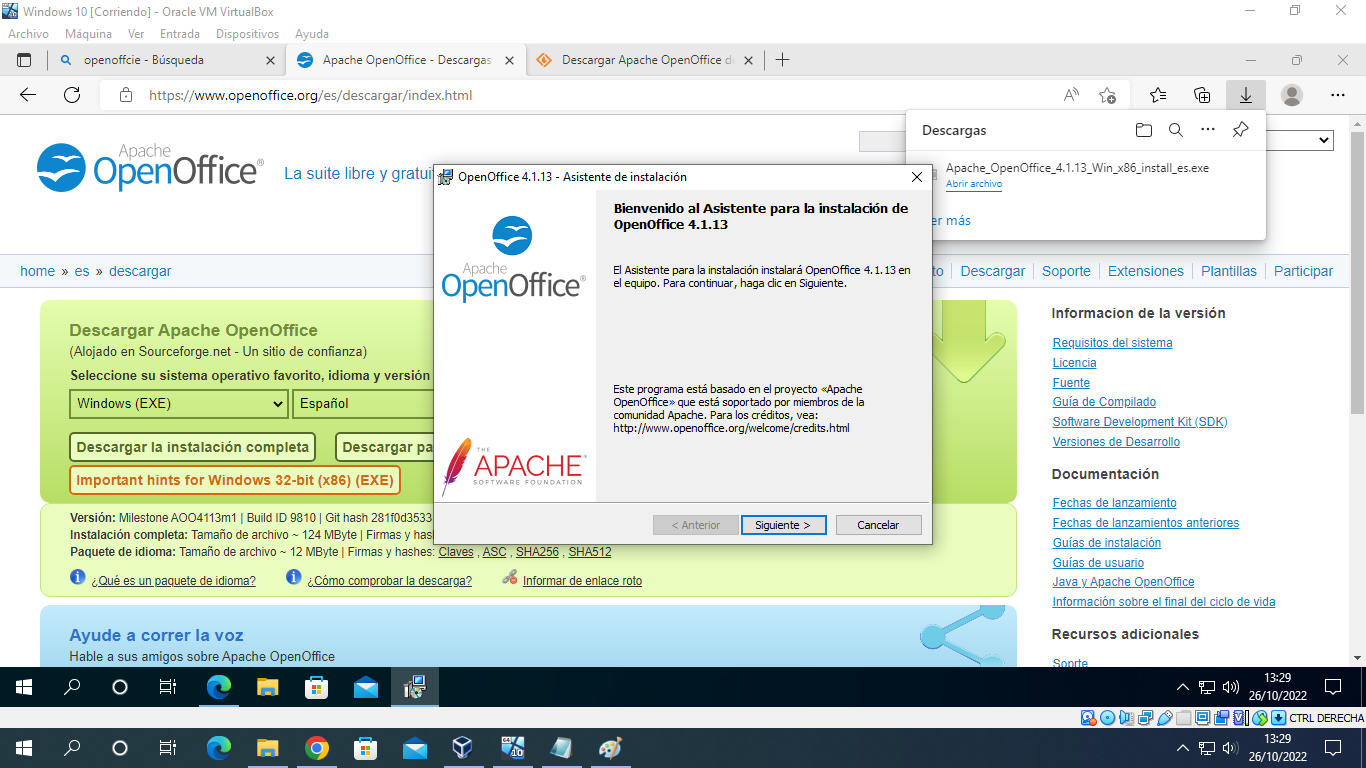 Windows 10 [Corriendo] - Oracle VM VirtualBox
Archivo Máquina Ver Entrada Dispositivos Ayuda
openoffcie - Búsqueda
Apache OpenOffice - Descargas
Descargar Apache OpenOffice de
https://www.openoffice.org/es/descargar/index.html
Descargas
Apache_OpenOffice_4.1.13_Win_x86_install_es.exe
Abrir archivo
er más
Apache
OpenOffice®
La suite libre y gratui
home » es » descargar
to Descargar Soporte Extensiones Plantillas Participar
OpenOffice 4.1.13 - Asistente de instalación
Bienvenido al Asistente para la instalación de
OpenOffice 4.1.13
El Asistente para la instalación instalará OpenOffice 4.1.13 en
el equipo. Para continuar, haga clic en Siguiente.
Este programa está basado en el proyecto «Apache
OpenOffice» que está soportado por miembros de la
comunidad Apache. Para los créditos, vea:
http://www.openoffice.org/welcome/credits.html
Apache
OpenOffice®
THE
APACHE®
SOFTWARE FOUNDATION
< Anterior
Siguiente >
Cancelar
Descargar Apache OpenOffice
(Alojado en Sourceforge.net - Un sitio de confianza)
Seleccione su sistema operativo favorito, idioma y versión
Windows (EXE)
Español
Descargar la instalación completa
Descargar pa
Important hints for Windows 32-bit (x86) (EXE)
Versión: Milestone AOO4113m1 | Build ID 9810 | Git hash 281f0d3533
Instalación completa: Tamaño de archivo ~ 124 MByte | Firmas y has
Paquete de idioma: Tamaño de archivo ~ 12 MByte | Firmas y hashes: Claves , ASC , SHA256 , SHA512
¿Qué es un paquete de idioma?
¿Cómo comprobar la descarga?
Informar de enlace roto
Ayude a correr la voz
Hable a sus amigos sobre Apache OpenOffice
Informacion de la versión
Requisitos del sistema
Licencia
Fuente
Guía de Compilado
Software Development Kit (SDK)
Versiones de Desarrollo
Documentación
Fechas de lanzamiento
Fechas de lanzamientos anteriores
Guías de instalación
Guías de usuario
Java y Apache OpenOffice
Información sobre el final del ciclo de vida
Recursos adicionales
Soprte
13:29
26/10/2022
CTRL DERECHA
13:29
26/10/2022